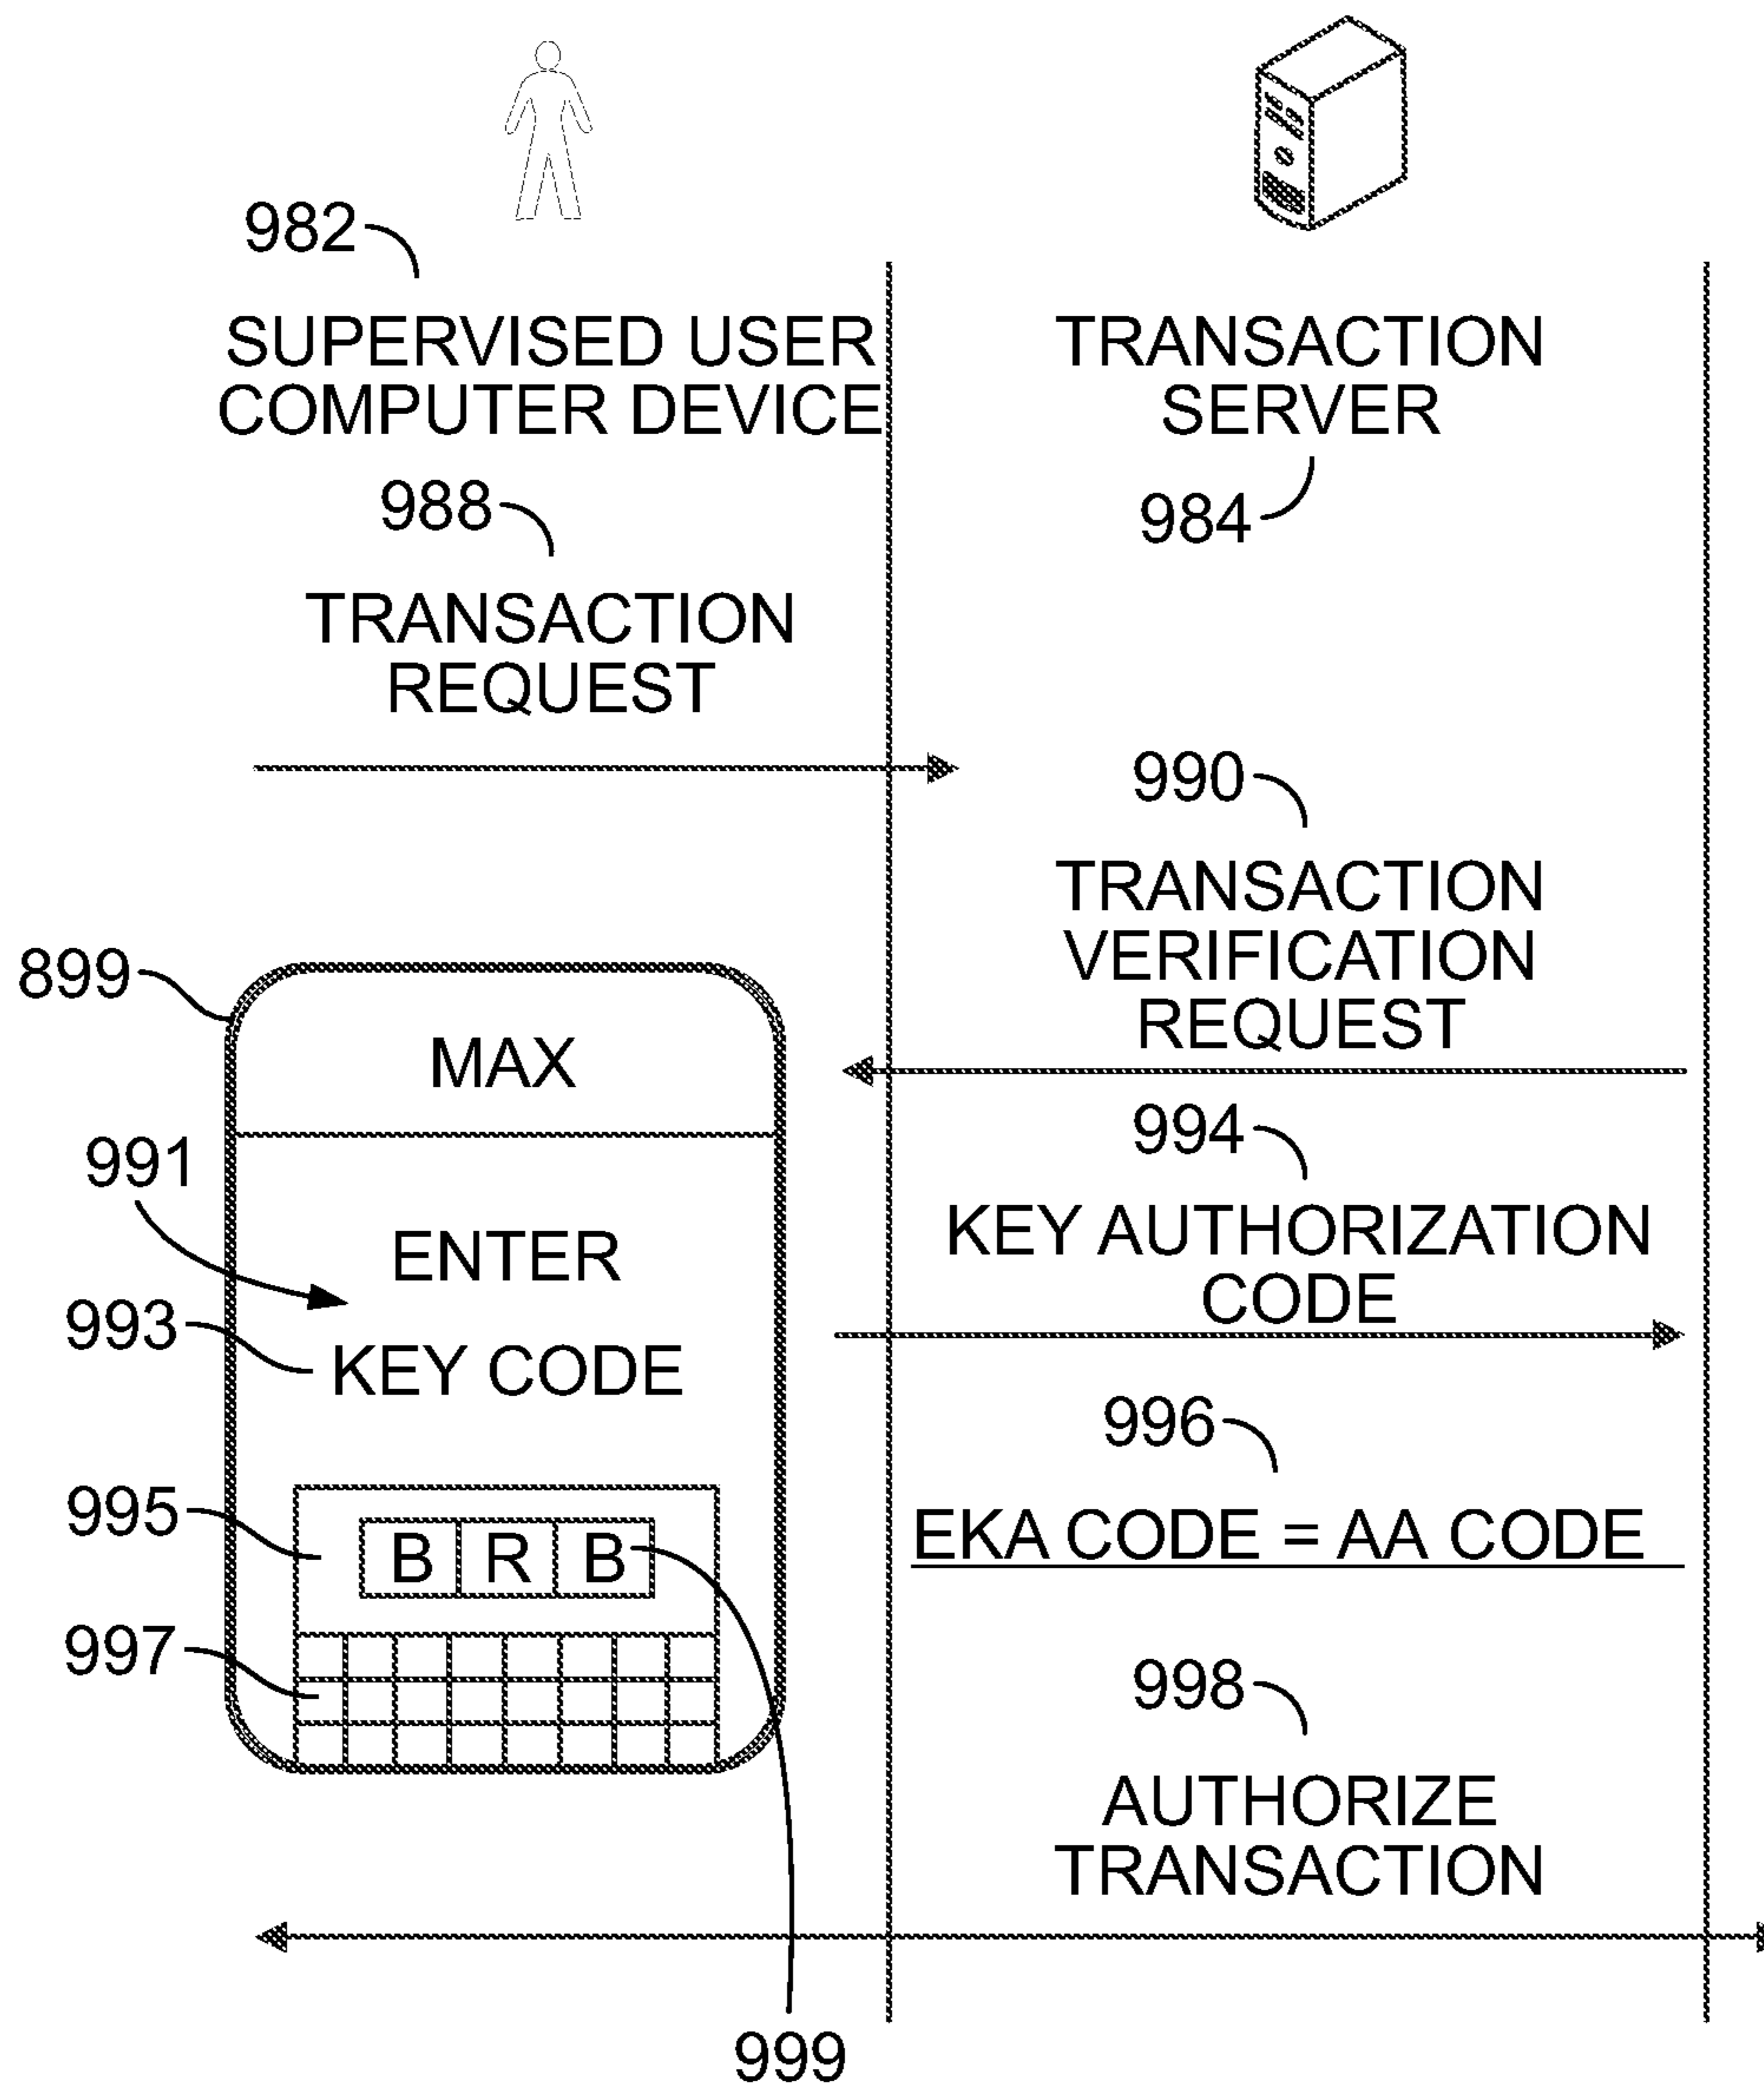 982
SUPERVISED USER
COMPUTER DEVICE
TRANSACTION
SERVER
984
988
TRANSACTION
REQUEST
990
TRANSACTION
VERIFICATION
REQUEST
899
MAX
994
KEY AUTHORIZATION
CODE
991
ENTER
993
KEY CODE
996
EKA CODE = AA CODE
995
B R B
997
998
AUTHORIZE
TRANSACTION
999